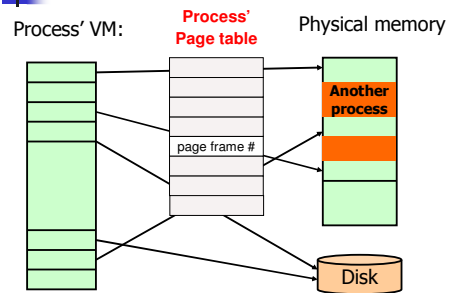 Process' VM:
Process'
Page table
Physical memory
Another
process
page frame #
Disk